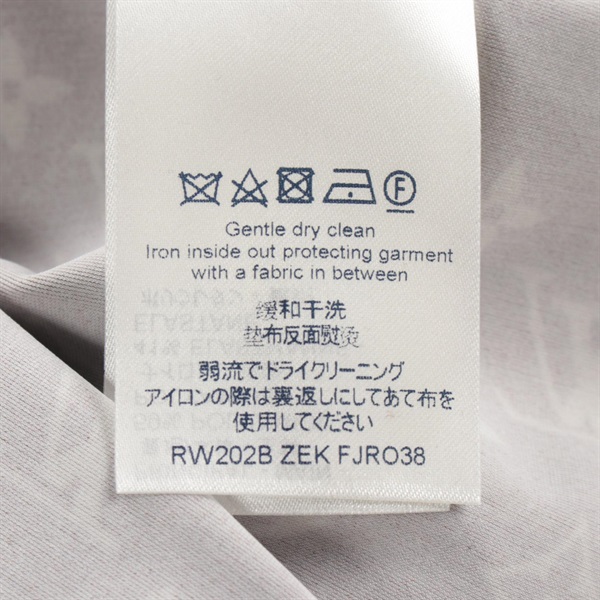 F
Gentle dry clean
Iron inside out protecting garment
with a fabric in between
缓和干洗
垫布反面熨烫
弱流でドライクリーニング
アイロンの際は裏返しにしてあて布を
使用してください
RW202B ZEK FJRO38